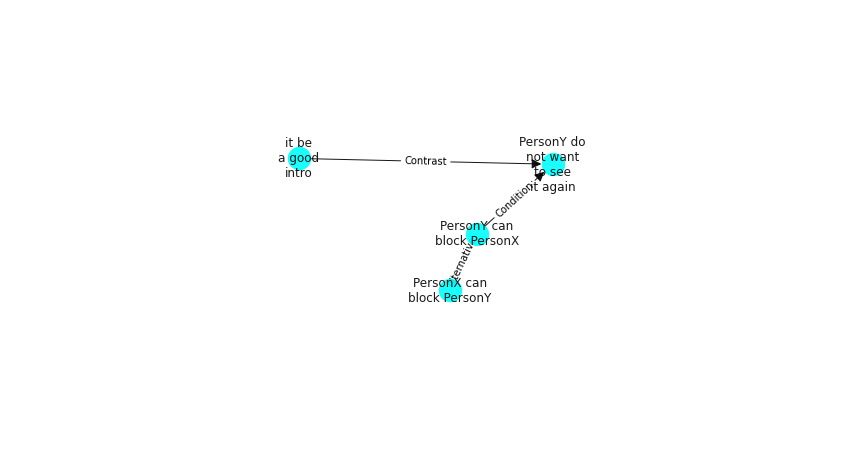 it be
a good
intro
Contrast
PersonY do
not want
to see
it again
Condition
PersonY can
block PersonX
PersonX can
block PersonY